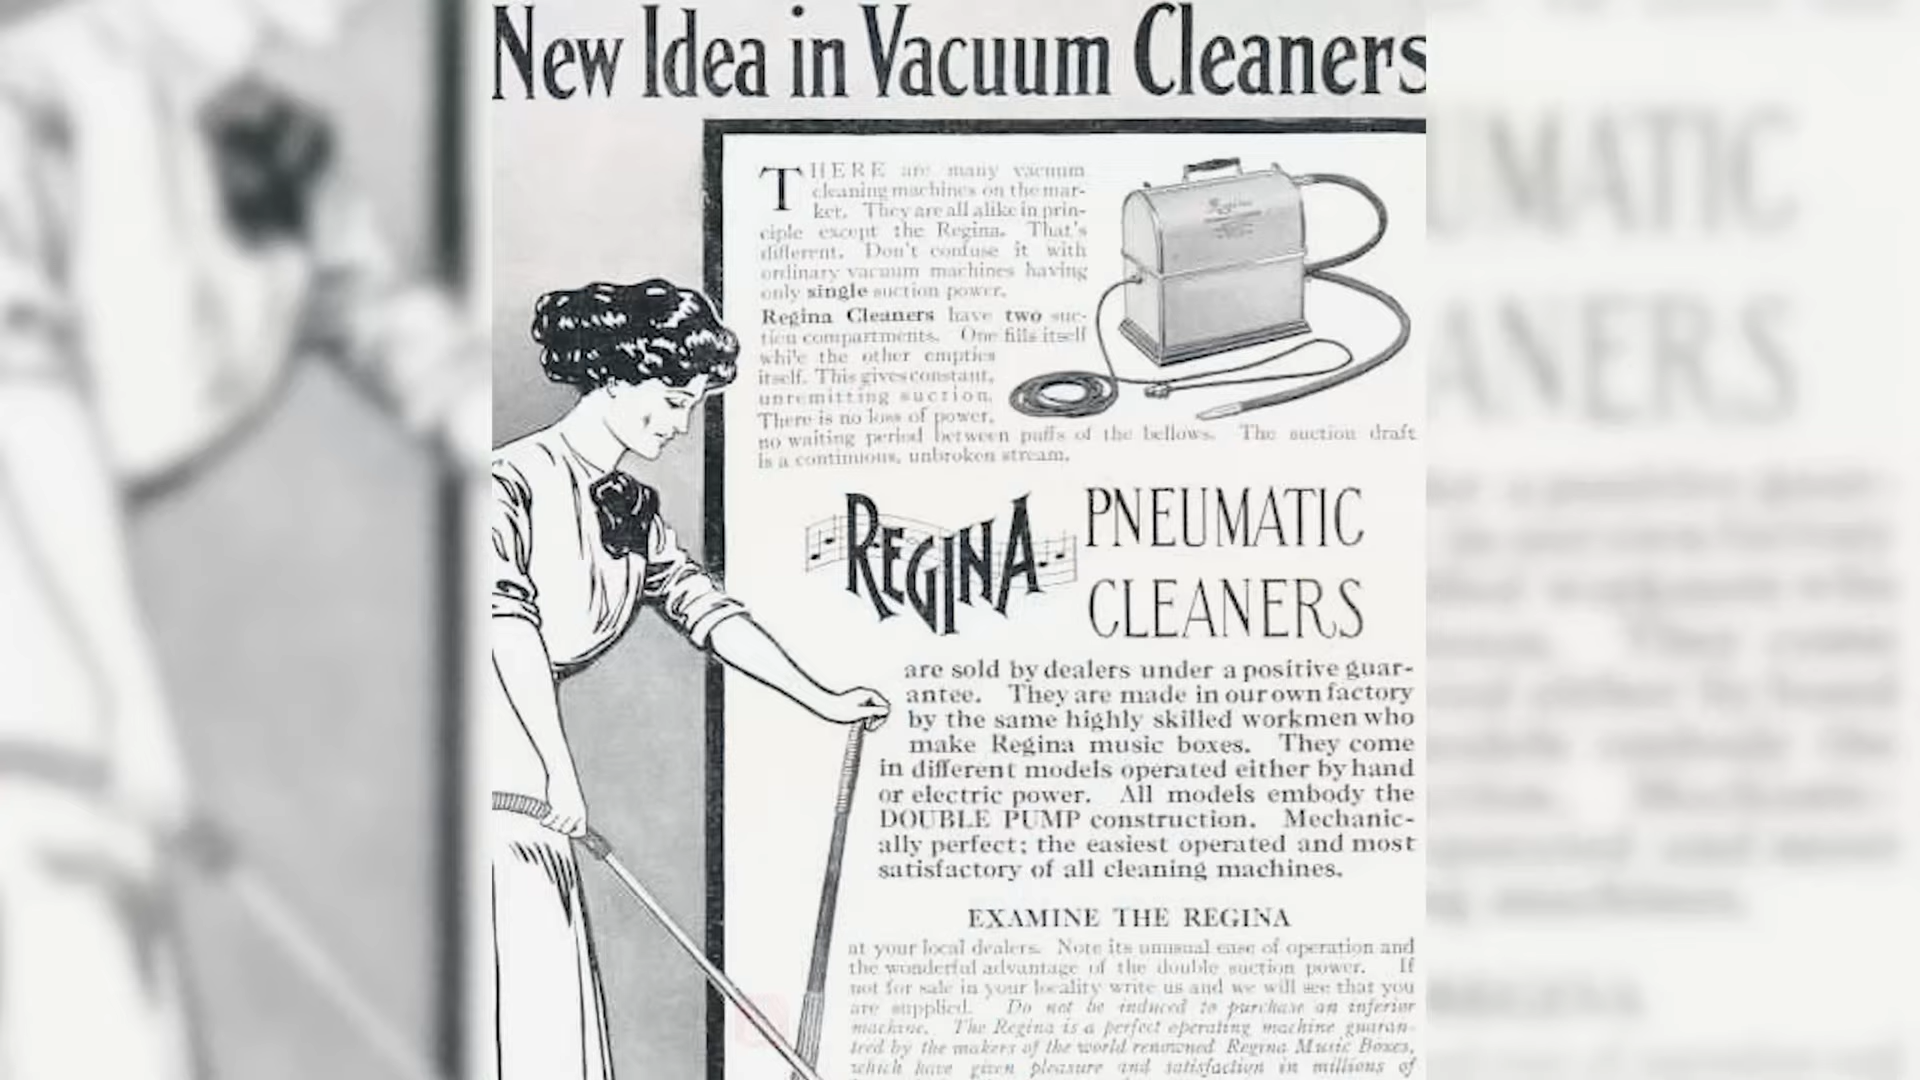 New Idea in Vacuum Cleaners
THERE are many vacuum
cleaning machines on the mar-
ket. They are all alike in prin-
ciple except the Regina. That's
different. Don't confuse it with
ordinary vacuum machines having
only single suction power.
Regina Cleaners have two suc-
tion compartments. One fills itself
while the other empties
itself. This gives constant,
unremitting suction.
There is no loss of power,
no waiting period between puffs of the bellows. The suction draft
is a continuous, unbroken stream.
REGINA PNEUMATIC
CLEANERS
are sold by dealers under a positive guar-
antee. They are made in our own factory
by the same highly skilled workmen who
make Regina music boxes. They come
in different models operated either by hand
or electric power. All models embody the
DOUBLE PUMP construction. Mechanic-
ally perfect; the easiest operated and most
satisfactory of all cleaning machines.
EXAMINE THE REGINA
at your local dealers. Note its unusual ease of operation and
the wonderful advantage of the double suction power. If
not for sale in your locality write us and we will see that you
are supplied. Do not be induced to purchase an inferior
machine. The Regina is a perfect operating machine guaran-
teed by the makers of the world renowned Regina Music Boxes,
which have given pleasure and satisfaction in millions of